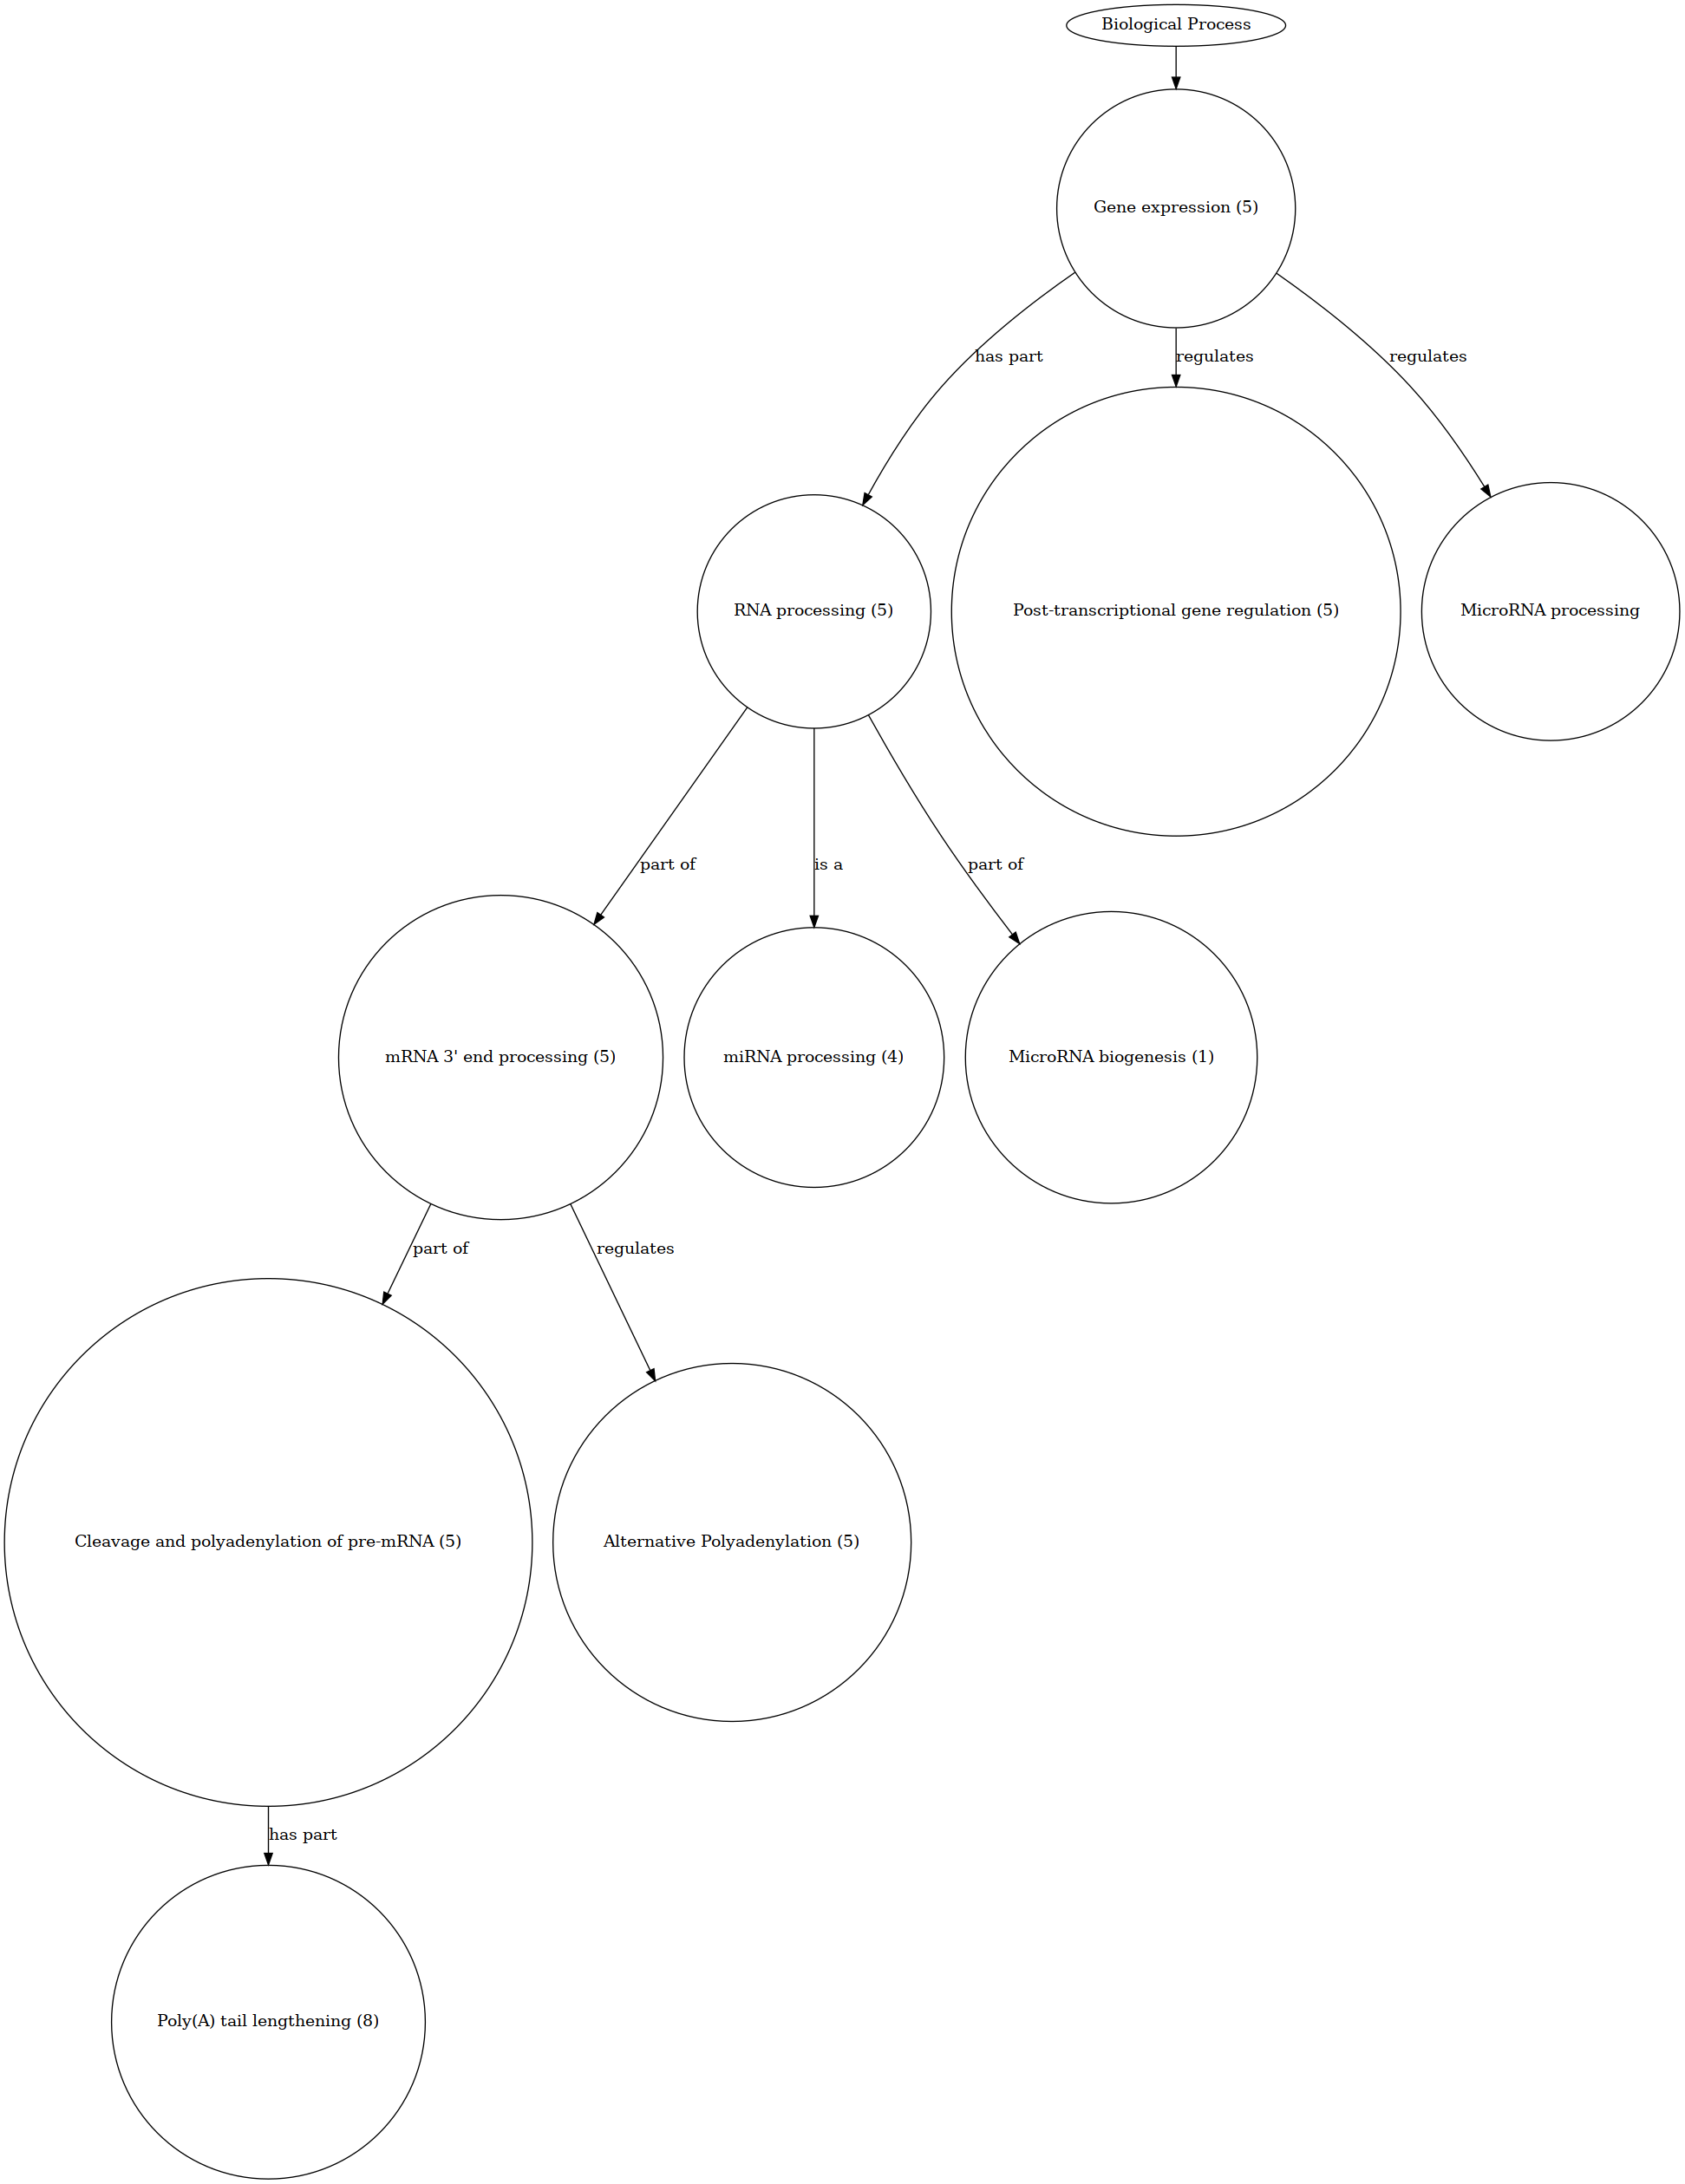 Biological Process
Gene expression (5)
has part
regulates
regulates
RNA processing (5)
Post-transcriptional gene regulation (5)
MicroRNA processing
part of
is a
part of
mRNA 3' end processing (5)
miRNA processing (4)
MicroRNA biogenesis (1)
part of
regulates
Cleavage and polyadenylation of pre-mRNA (5)
Alternative Polyadenylation (5)
has part
Poly(A) tail lengthening (8)